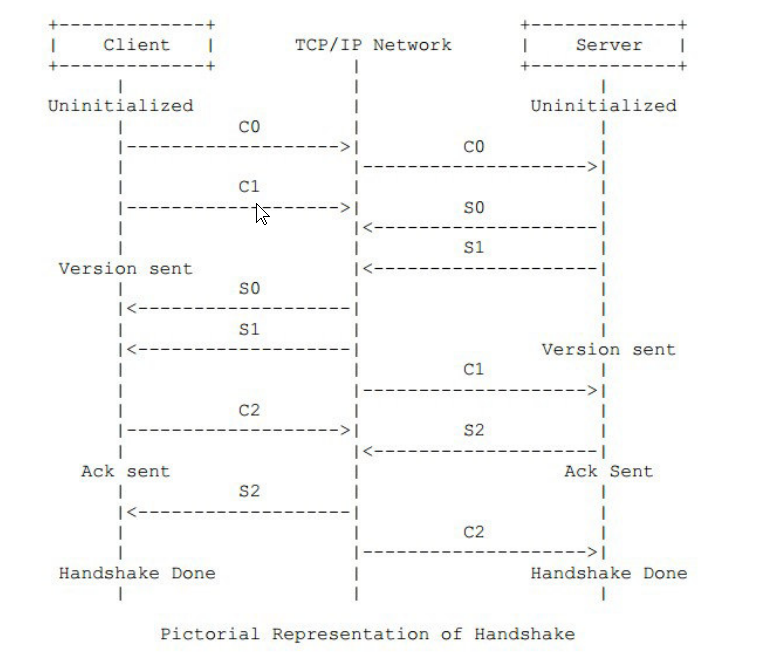 +-------------+ +-------------+
| Client | TCP/IP Network | Server |
+-------------+ | +-------------+
| | |
Uninitialized | Uninitialized
| C0 | |
|------------------->| C0 |
| |-------------------->|
| C1 | |
|------------------->| S0 |
| |<--------------------|
| | S1 |
Version sent |<--------------------|
| S0 | |
|<-------------------| |
| S1 | |
|<-------------------| Version sent
| | C1 |
| |-------------------->|
| C2 | |
|------------------->| S2 |
| |<--------------------|
Ack sent | Ack Sent
| S2 | |
|<-------------------| |
| | C2 |
| |-------------------->|
Handshake Done | Handshake Done
| | |
Pictorial Representation of Handshake